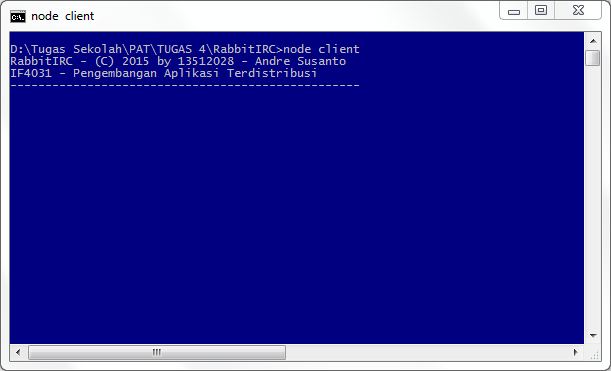 node client
D:\Tugas Sekolah\PAT\TUGAS 4\RabbitIRC>node client
RabbitIRC - (C) 2015 by 13512028 - Andre Susanto
IF4031 - Pengembangan Aplikasi Terdistribusi
--------------------------------------------------